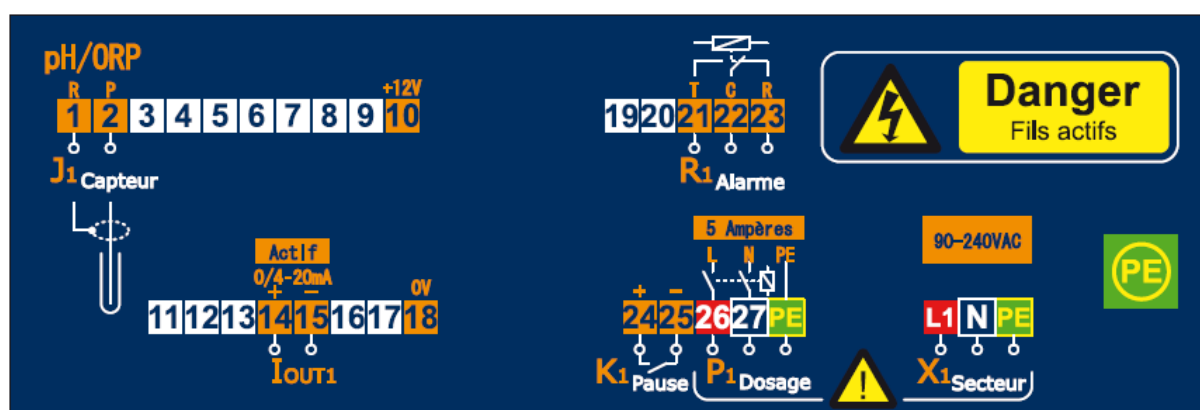 pH/ORP
R P +12V
1 2 3 4 5 6 7 8 9 10
J1 Capteur
T C R
19 20 21 22 23
R1 Alarme
Danger
Fils actifs
Actif
0/4-20mA
+ − 0V
11 12 13 14 15 16 17 18
IOUT1
5 Ampères
L N PE
+ −
24 25 26 27 PE
K1 Pause P1 Dosage
90-240VAC
L1 N PE
X1 Secteur
PE